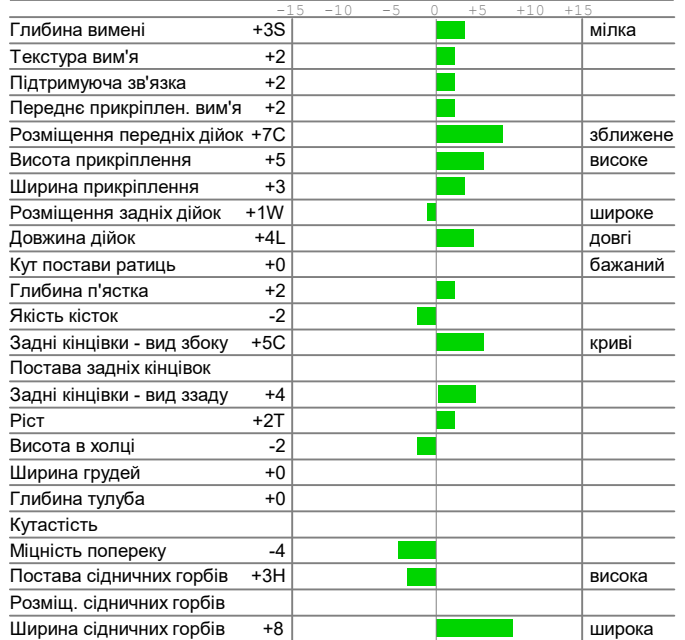 -15 -10 -5 0 +5 +10 +15
Глибина вимені +3S мілка
Текстура вим'я +2
Підтримуюча зв'язка +2
Переднє прикріплен. вим'я +2
Розміщення передніх дійок +7C зближене
Висота прикріплення +5 високе
Ширина прикріплення +3
Розміщення задніх дійок +1W широке
Довжина дійок +4L довгі
Кут постави ратиць +0 бажаний
Глибина п'ястка +2
Якість кісток -2
Задні кінцівки - вид збоку +5C криві
Постава задніх кінцівок
Задні кінцівки - вид ззаду +4
Ріст +2T
Висота в холці -2
Ширина грудей +0
Глибина тулуба +0
Кутастість
Міцність попереку -4
Постава сідничних горбів +3H висока
Розміщ. сідничних горбів
Ширина сідничних горбів +8 широка